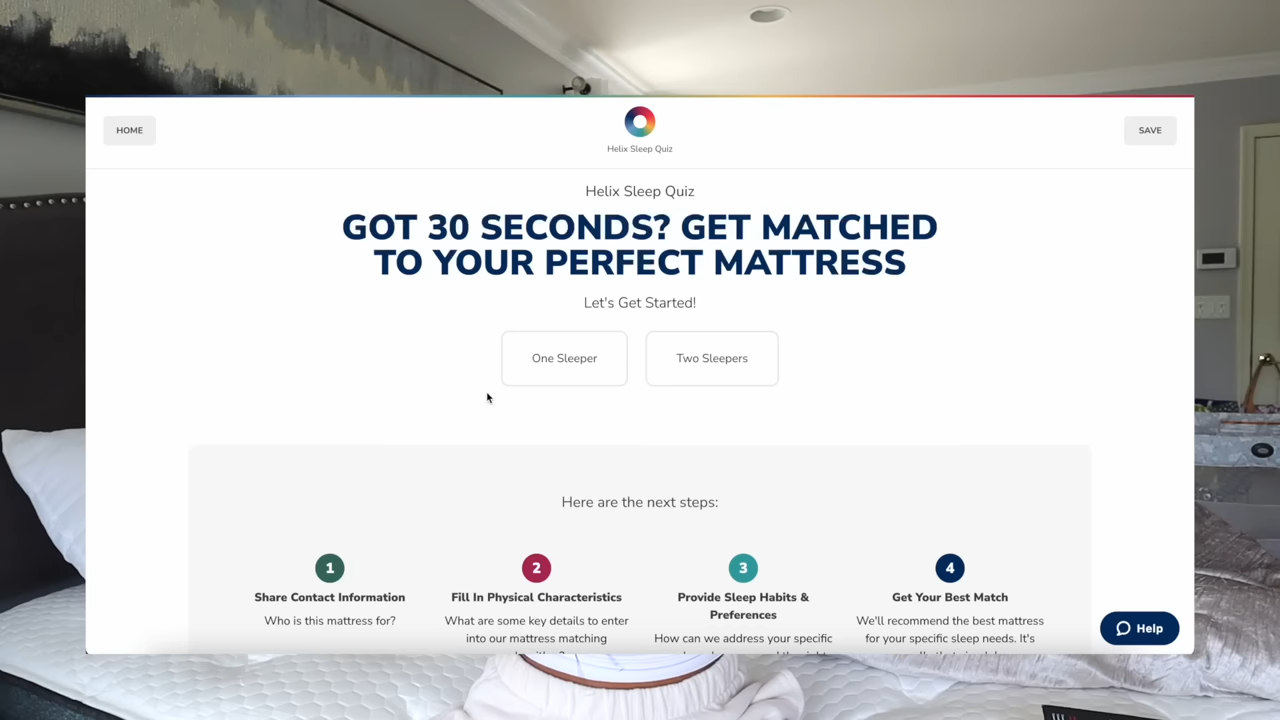 HOME
Helix Sleep Quiz
SAVE
Helix Sleep Quiz
GOT 30 SECONDS? GET MATCHED
TO YOUR PERFECT MATTRESS
Let's Get Started!
One Sleeper
Two Sleepers
Here are the next steps:
1
Share Contact Information
Who is this mattress for?
2
Fill In Physical Characteristics
What are some key details to enter
into our mattress matching
3
Provide Sleep Habits &
Preferences
How can we address your specific
4
Get Your Best Match
We'll recommend the best mattress
for your specific sleep needs. It's
Help